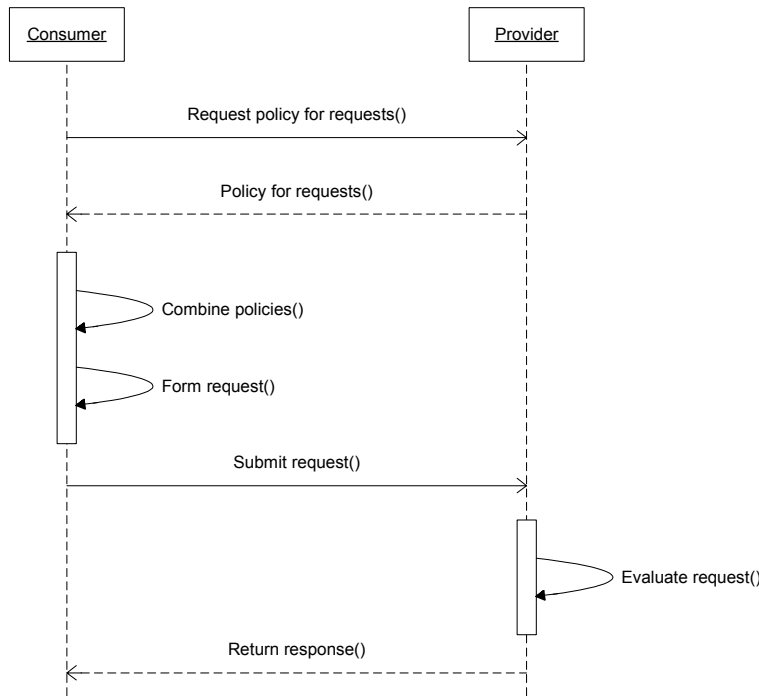 Consumer
Provider
Request policy for requests()
Policy for requests()
Combine policies()
Form request()
Submit request()
Evaluate request()
Return response()